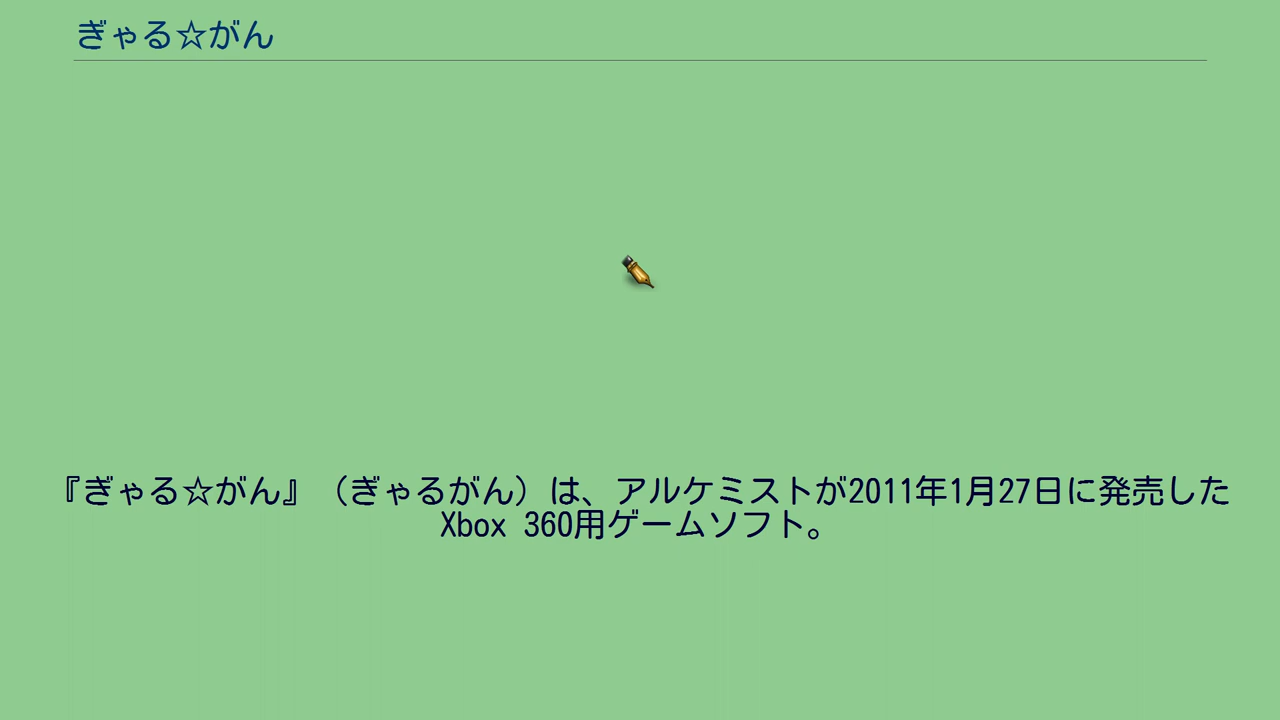 ぎゃる☆がん
『ぎゃる☆がん』（ぎゃるがん）は、アルケミストが2011年1月27日に発売した
Xbox 360用ゲームソフト。